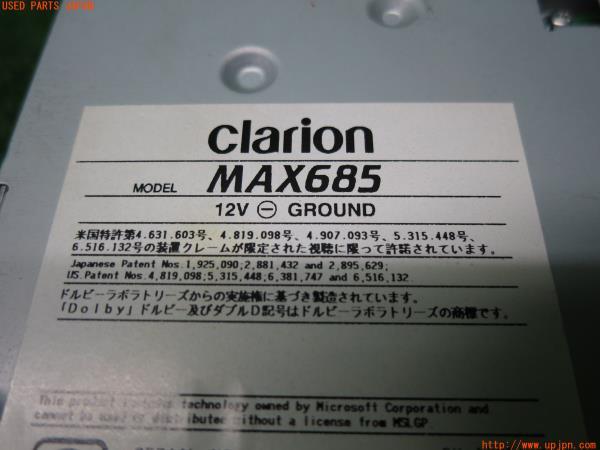 USED PARTS JAPAN
clarion
MODEL MAX685
12V ⊖ GROUND
米国特許第4.631.603号、4.819.098号、4.907.093号、5.315.448号、
6.516.132号の装置クレームが限定された視聴に限って許諾されています。
Japanese Patent Nos.1,925,090;2,881,432 and 2,895,629;
US.Patent Nos.4,819,098;5,315,448;6,381,747 and 6,516,132
ドルビーラボラトリーズからの実施権に基づき製造されています。
「Dolby」ドルビー及びダブルD記号はドルビーラボラトリーズの商標です。
This product includes technology owned by Microsoft Corporation and
cannot be used or distributed without a license from MSLGP.
http://www.upjpn.com/